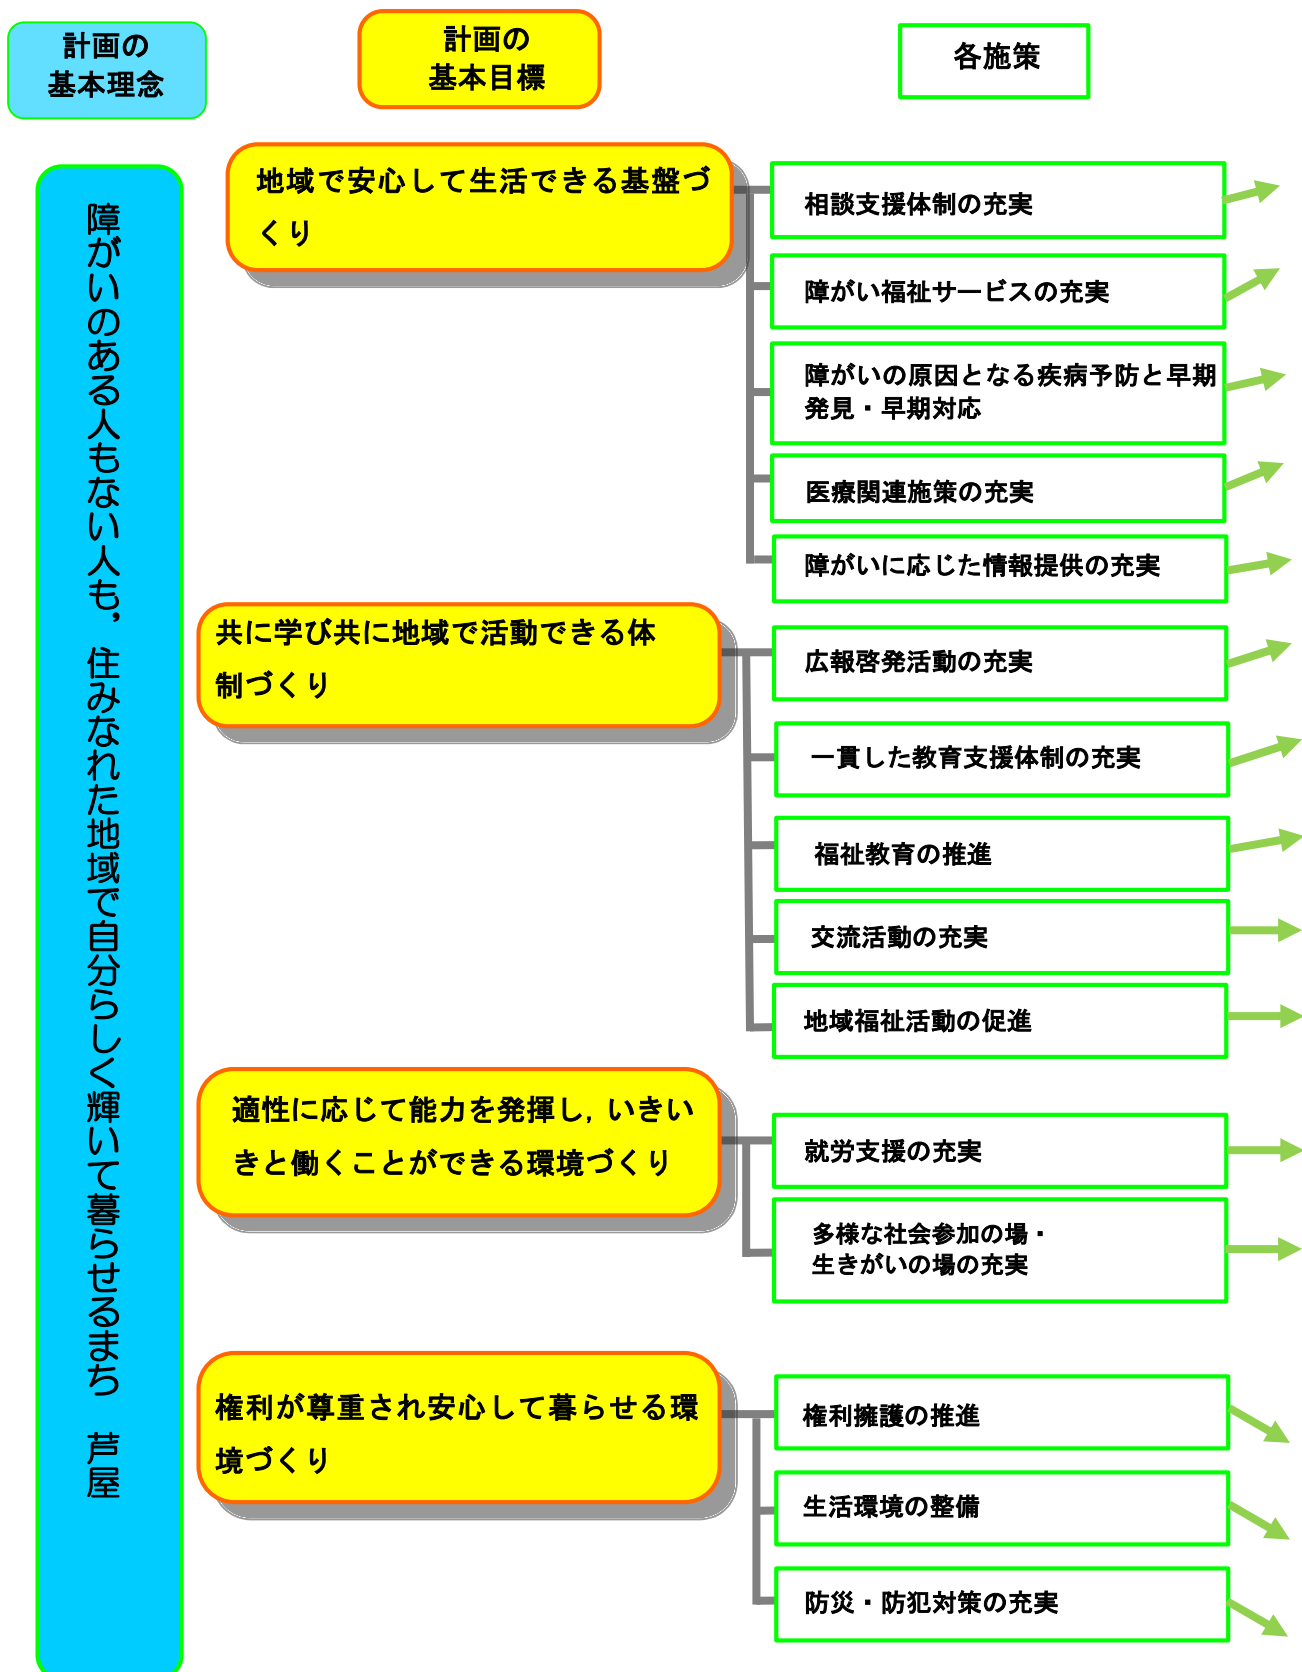 計画の
基本理念
計画の
基本目標
各施策
障がいのある人もない人も，住みなれた地域で自分らしく輝いて暮らせるまち　芦屋
地域で安心して生活できる基盤づ
くり
相談支援体制の充実
障がい福祉サービスの充実
障がいの原因となる疾病予防と早期
発見・早期対応
医療関連施策の充実
障がいに応じた情報提供の充実
共に学び共に地域で活動できる体
制づくり
広報啓発活動の充実
一貫した教育支援体制の充実
福祉教育の推進
交流活動の充実
地域福祉活動の促進
適性に応じて能力を発揮し，いきい
きと働くことができる環境づくり
就労支援の充実
多様な社会参加の場・
生きがいの場の充実
権利が尊重され安心して暮らせる環
境づくり
権利擁護の推進
生活環境の整備
防災・防犯対策の充実